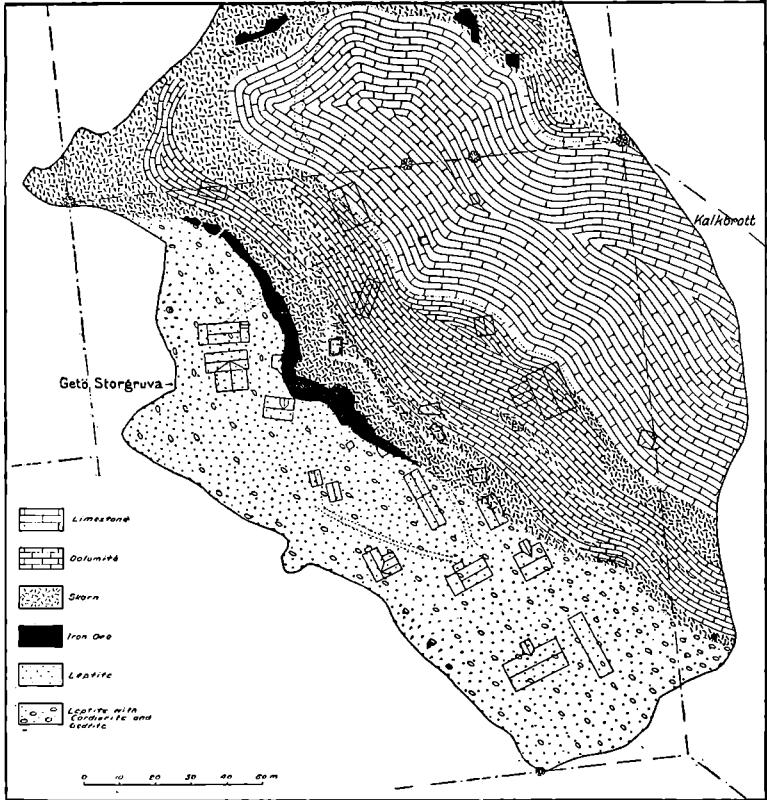 Kalkbrott
Getö Storgruva
Limestone
Dolomite
Skarn
Iron Ore
Leptite
Leptite with
Cordierite and
Gedrite
0 10 20 30 40 50 m